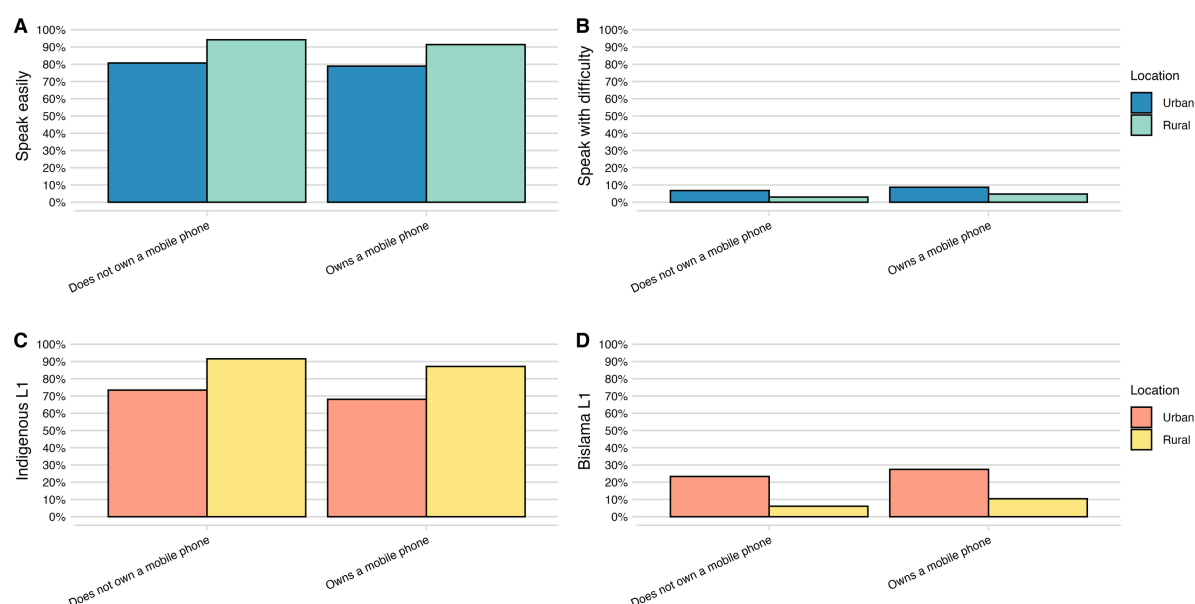 A
Speak easily
100%
90%
80%
70%
60%
50%
40%
30%
20%
10%
0%
Does not own a mobile phone
Owns a mobile phone
B
Speak with difficulty
100%
90%
80%
70%
60%
50%
40%
30%
20%
10%
0%
Does not own a mobile phone
Owns a mobile phone
Location
Urban
Rural
C
Indigenous L1
100%
90%
80%
70%
60%
50%
40%
30%
20%
10%
0%
Does not own a mobile phone
Owns a mobile phone
D
Bislama L1
100%
90%
80%
70%
60%
50%
40%
30%
20%
10%
0%
Does not own a mobile phone
Owns a mobile phone
Location
Urban
Rural